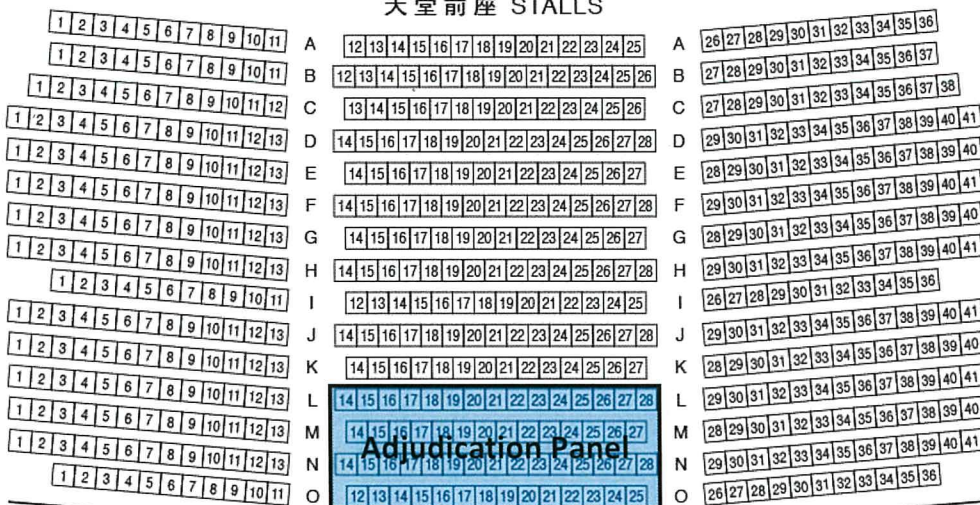 大堂前座 STALLS
1 2 3 4 5 6 7 8 9 10 11 A 12 13 14 15 16 17 18 19 20 21 22 23 24 25 A 26 27 28 29 30 31 32 33 34 35 36
1 2 3 4 5 6 7 8 9 10 11 B 12 13 14 15 16 17 18 19 20 21 22 23 24 25 26 B 27 28 29 30 31 32 33 34 35 36 37
1 2 3 4 5 6 7 8 9 10 11 12 C 13 14 15 16 17 18 19 20 21 22 23 24 25 26 C 27 28 29 30 31 32 33 34 35 36 37 38
1 2 3 4 5 6 7 8 9 10 11 12 13 D 14 15 16 17 18 19 20 21 22 23 24 25 26 27 28 D 29 30 31 32 33 34 35 36 37 38 39 40 41
1 2 3 4 5 6 7 8 9 10 11 12 13 E 14 15 16 17 18 19 20 21 22 23 24 25 26 27 E 28 29 30 31 32 33 34 35 36 37 38 39 40
1 2 3 4 5 6 7 8 9 10 11 12 13 F 14 15 16 17 18 19 20 21 22 23 24 25 26 27 28 F 29 30 31 32 33 34 35 36 37 38 39 40 41
1 2 3 4 5 6 7 8 9 10 11 12 13 G 14 15 16 17 18 19 20 21 22 23 24 25 26 27 G 28 29 30 31 32 33 34 35 36 37 38 39 40
1 2 3 4 5 6 7 8 9 10 11 12 13 H 14 15 16 17 18 19 20 21 22 23 24 25 26 27 28 H 29 30 31 32 33 34 35 36 37 38 39 40 41
1 2 3 4 5 6 7 8 9 10 11 I 12 13 14 15 16 17 18 19 20 21 22 23 24 25 I 26 27 28 29 30 31 32 33 34 35 36
1 2 3 4 5 6 7 8 9 10 11 12 13 J 14 15 16 17 18 19 20 21 22 23 24 25 26 27 28 J 29 30 31 32 33 34 35 36 37 38 39 40 41
1 2 3 4 5 6 7 8 9 10 11 12 13 K 14 15 16 17 18 19 20 21 22 23 24 25 26 27 K 28 29 30 31 32 33 34 35 36 37 38 39 40
1 2 3 4 5 6 7 8 9 10 11 12 13 L 14 15 16 17 18 19 20 21 22 23 24 25 26 27 28 L 29 30 31 32 33 34 35 36 37 38 39 40 41
1 2 3 4 5 6 7 8 9 10 11 12 13 M 14 15 16 17 18 19 20 21 22 23 24 25 26 27 M 28 29 30 31 32 33 34 35 36 37 38 39 40
Adjudication Panel
1 2 3 4 5 6 7 8 9 10 11 12 13 N 14 15 16 17 18 19 20 21 22 23 24 25 26 27 28 N 29 30 31 32 33 34 35 36 37 38 39 40 41
1 2 3 4 5 6 7 8 9 10 11 O 12 13 14 15 16 17 18 19 20 21 22 23 24 25 O 26 27 28 29 30 31 32 33 34 35 36